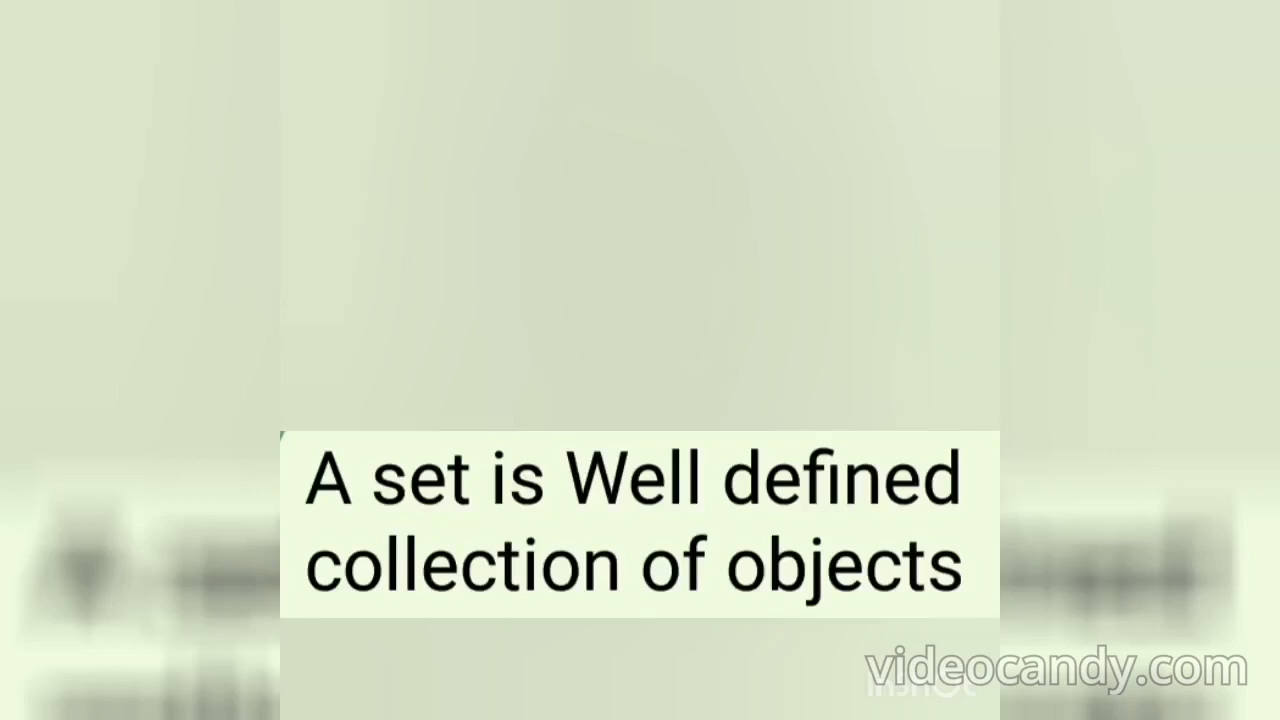 A set is Well defined
collection of objects
videocandy.com